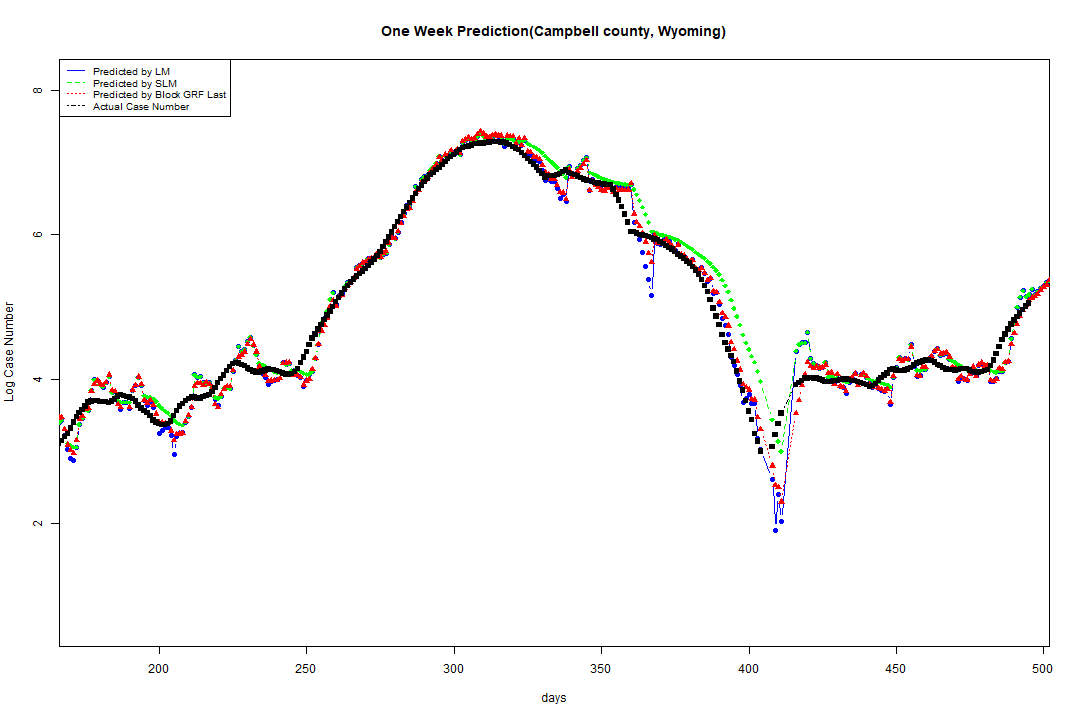 One Week Prediction(Campbell county, Wyoming)
Predicted by LM
Predicted by SLM
Predicted by Block GRF Last
Actual Case Number
8
6
4
2
Log Case Number
200 250 300 350 400 450 500
days